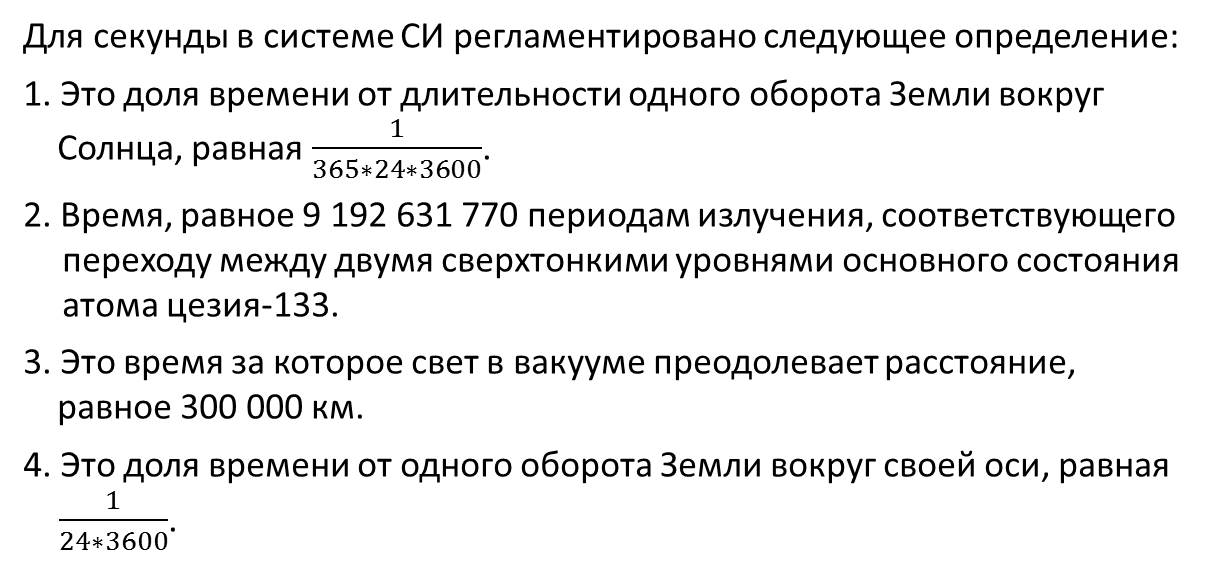 Для секунды в системе СИ регламентировано следующее определение:
1. Это доля времени от длительности одного оборота Земли вокруг
Солнца, равная 1/(365*24*3600).
2. Время, равное 9 192 631 770 периодам излучения, соответствующего
переходу между двумя сверхтонкими уровнями основного состояния
атома цезия-133.
3. Это время за которое свет в вакууме преодолевает расстояние,
равное 300 000 км.
4. Это доля времени от одного оборота Земли вокруг своей оси, равная
1/(24*3600).